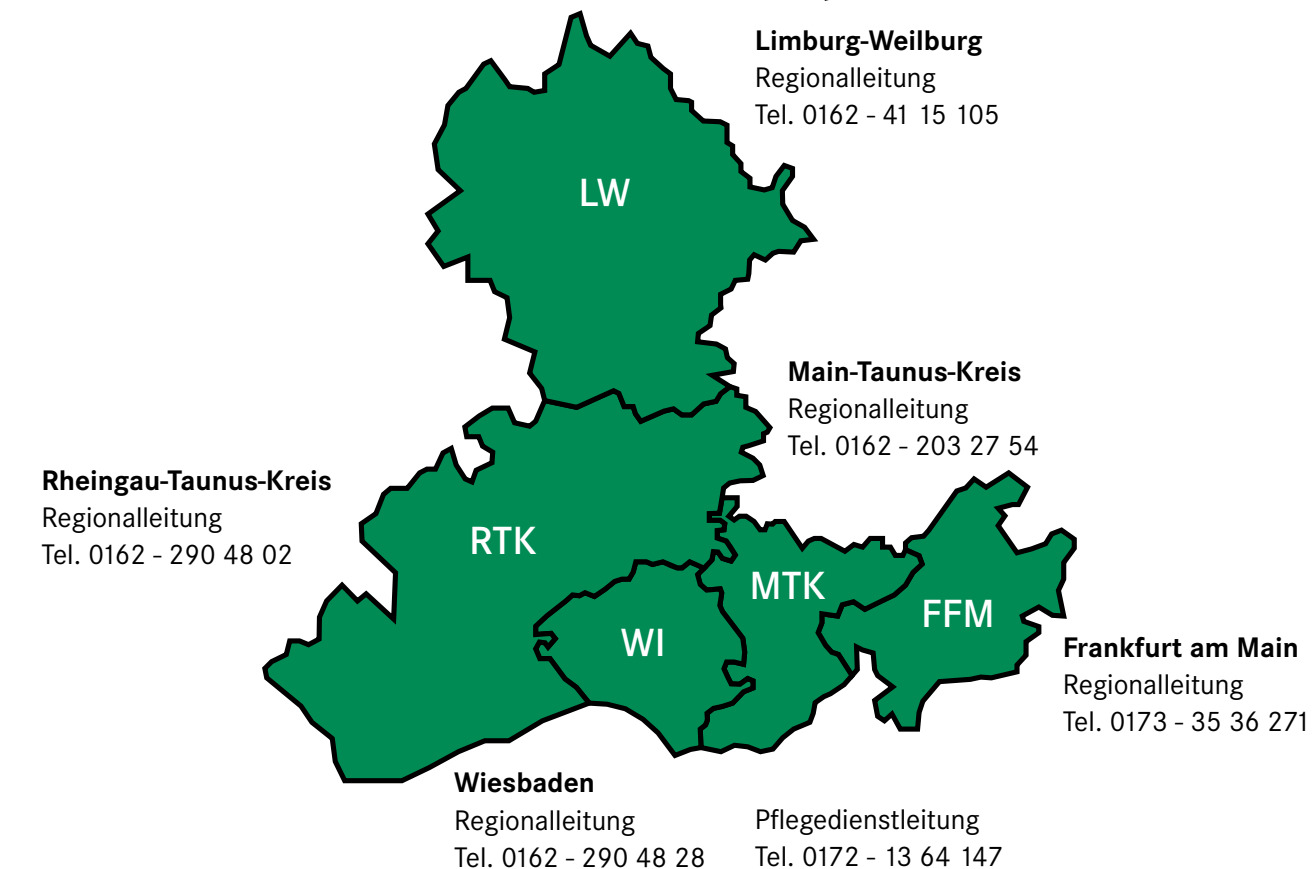 Limburg-Weilburg
Regionalleitung
Tel. 0162 - 41 15 105
LW
Main-Taunus-Kreis
Regionalleitung
Tel. 0162 - 203 27 54
Rheingau-Taunus-Kreis
Regionalleitung
Tel. 0162 - 290 48 02
RTK
MTK
FFM
WI
Frankfurt am Main
Regionalleitung
Tel. 0173 - 35 36 271
Wiesbaden
Regionalleitung
Tel. 0162 - 290 48 28
Pflegedienstleitung
Tel. 0172 - 13 64 147